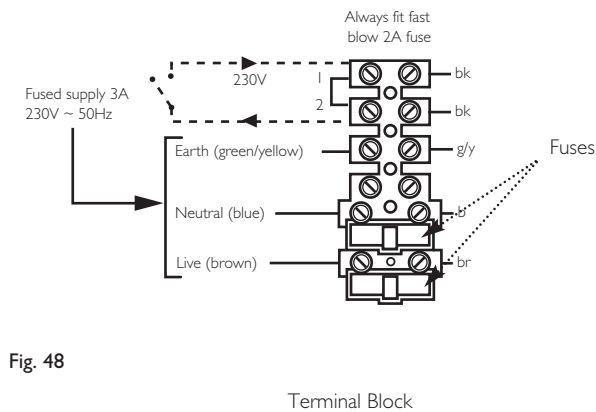 Always fit fast
blow 2A fuse
230V
1
bk
Fused supply 3A
230V ~ 50Hz
2
bk
Earth (green/yellow)
g/y
Fuses
Neutral (blue)
b
Live (brown)
br
Fig. 48
Terminal Block